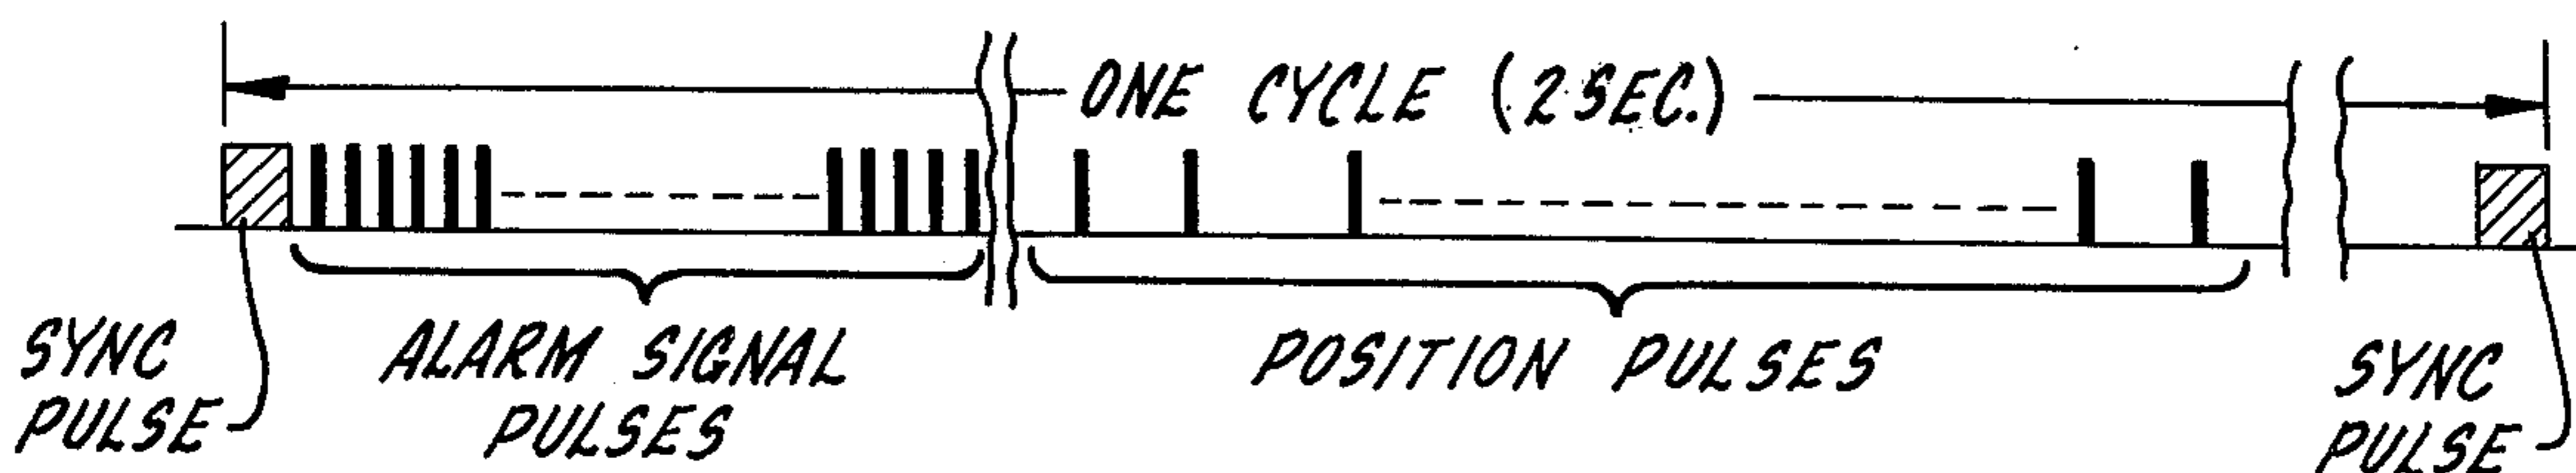 ONE CYCLE (2 SEC.)
SYNC
PULSE
ALARM SIGNAL
PULSES
POSITION PULSES
SYNC
PULSE